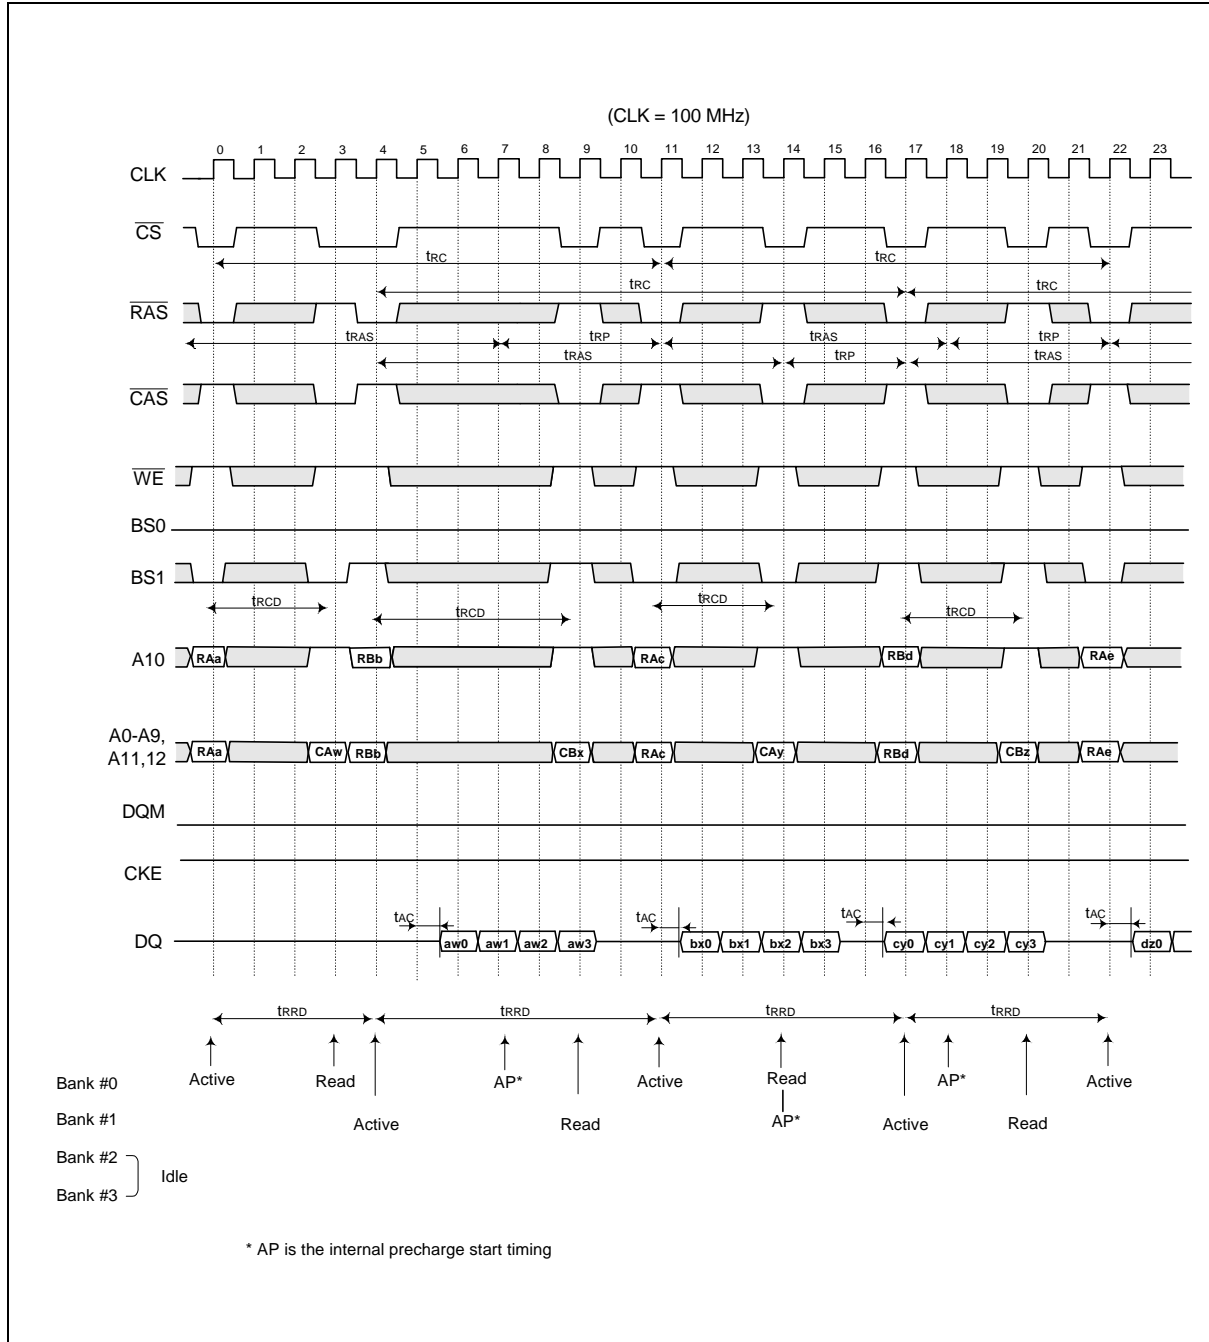 (CLK = 100 MHz)
0 1 2 3 4 5 6 7 8 9 10 11 12 13 14 15 16 17 18 19 20 21 22 23
CLK
CS
tRC tRC
tRC tRC
RAS
tRAS tRP tRAS tRP
tRAS tRP tRAS
CAS
WE
BS0
BS1
tRCD tRCD tRCD tRCD
A10 RAa RBb RAc RBd RAe
A0-A9,
A11,12 RAa CAw RBb CBx RAc CAy RBd CBz RAe
DQM
CKE
tAC tAC tAC tAC
DQ aw0 aw1 aw2 aw3 bx0 bx1 bx2 bx3 cy0 cy1 cy2 cy3 dz0
tRRD tRRD tRRD tRRD
Bank #0 Active Read AP* Active Read AP* Active
Bank #1 Active Read AP* Active Read
Bank #2
Idle
Bank #3
* AP is the internal precharge start timing